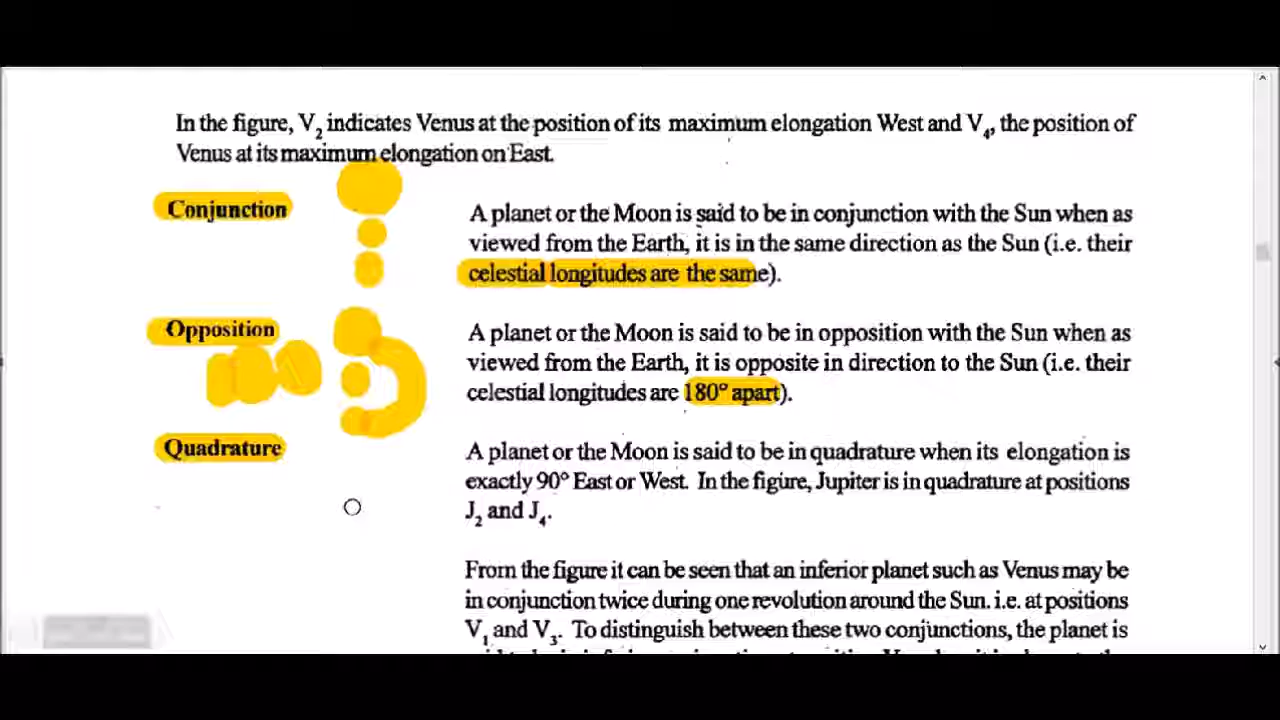 In the figure, V2 indicates Venus at the position of its maximum elongation West and V4, the position of
Venus at its maximum elongation on East.
Conjunction
A planet or the Moon is said to be in conjunction with the Sun when as
viewed from the Earth, it is in the same direction as the Sun (i.e. their
celestial longitudes are the same).
Opposition
A planet or the Moon is said to be in opposition with the Sun when as
viewed from the Earth, it is opposite in direction to the Sun (i.e. their
celestial longitudes are 180° apart).
Quadrature
A planet or the Moon is said to be in quadrature when its elongation is
exactly 90° East or West. In the figure, Jupiter is in quadrature at positions
J2 and J4.
From the figure it can be seen that an inferior planet such as Venus may be
in conjunction twice during one revolution around the Sun. i.e. at positions
V1 and V3. To distinguish between these two conjunctions, the planet is